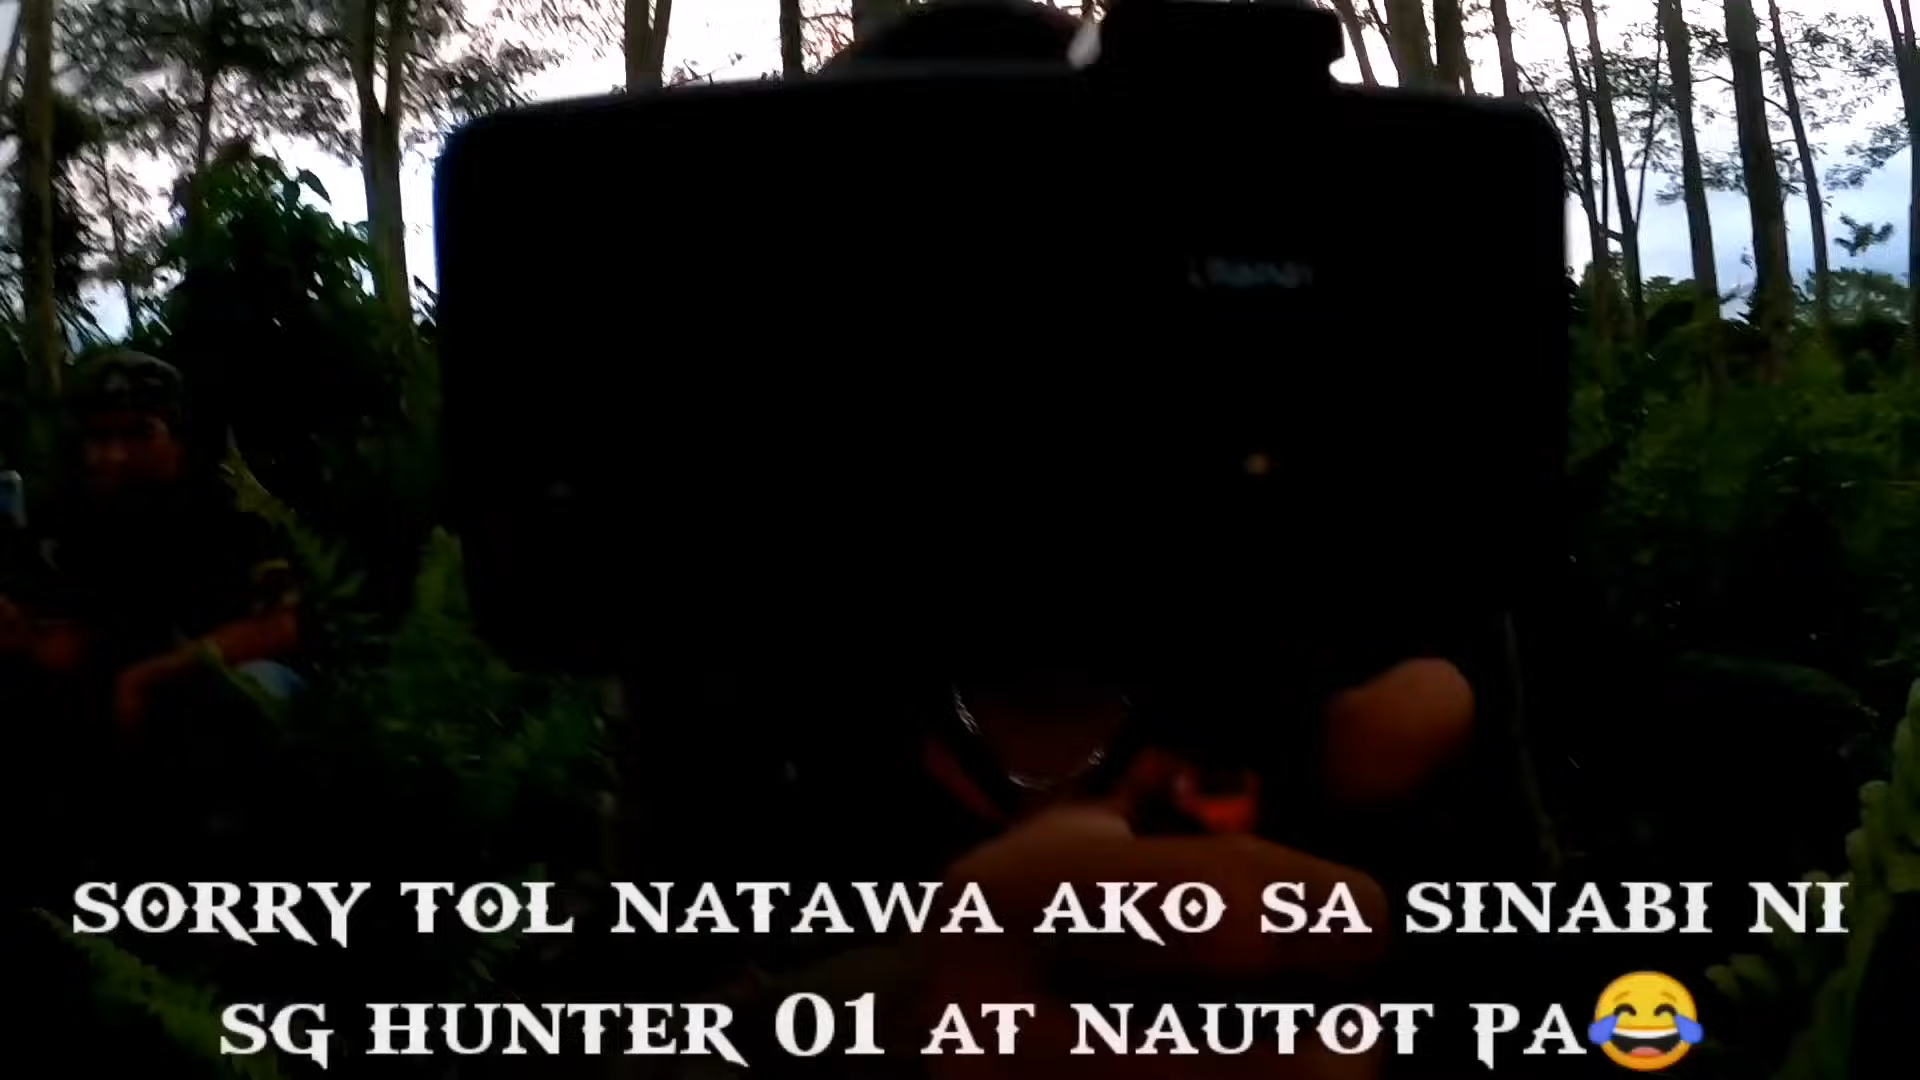 SORRY TOL NATAWA AKO SA SINABI NI
SG HUNTER 01 AT NAUTOT PA😂